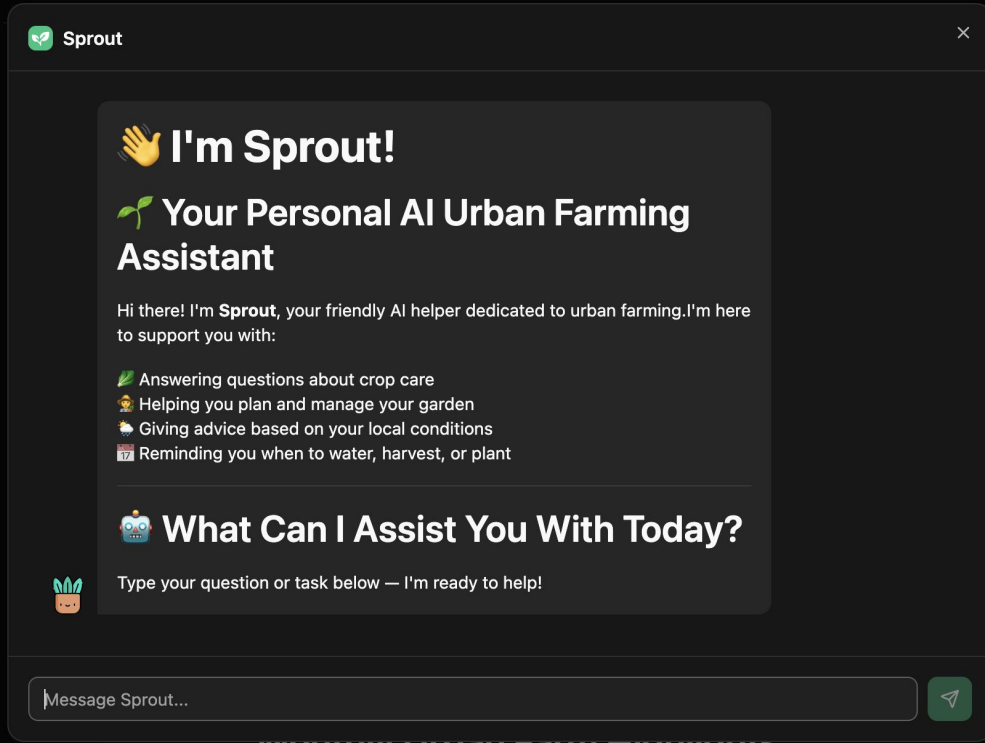 Sprout
👋 I'm Sprout!
🌱 Your Personal AI Urban Farming
Assistant
Hi there! I'm Sprout, your friendly AI helper dedicated to urban farming.I'm here
to support you with:
🥬 Answering questions about crop care
🧑‍🌾 Helping you plan and manage your garden
🌦️ Giving advice based on your local conditions
📅 Reminding you when to water, harvest, or plant
🤖 What Can I Assist You With Today?
Type your question or task below — I'm ready to help!
Message Sprout...